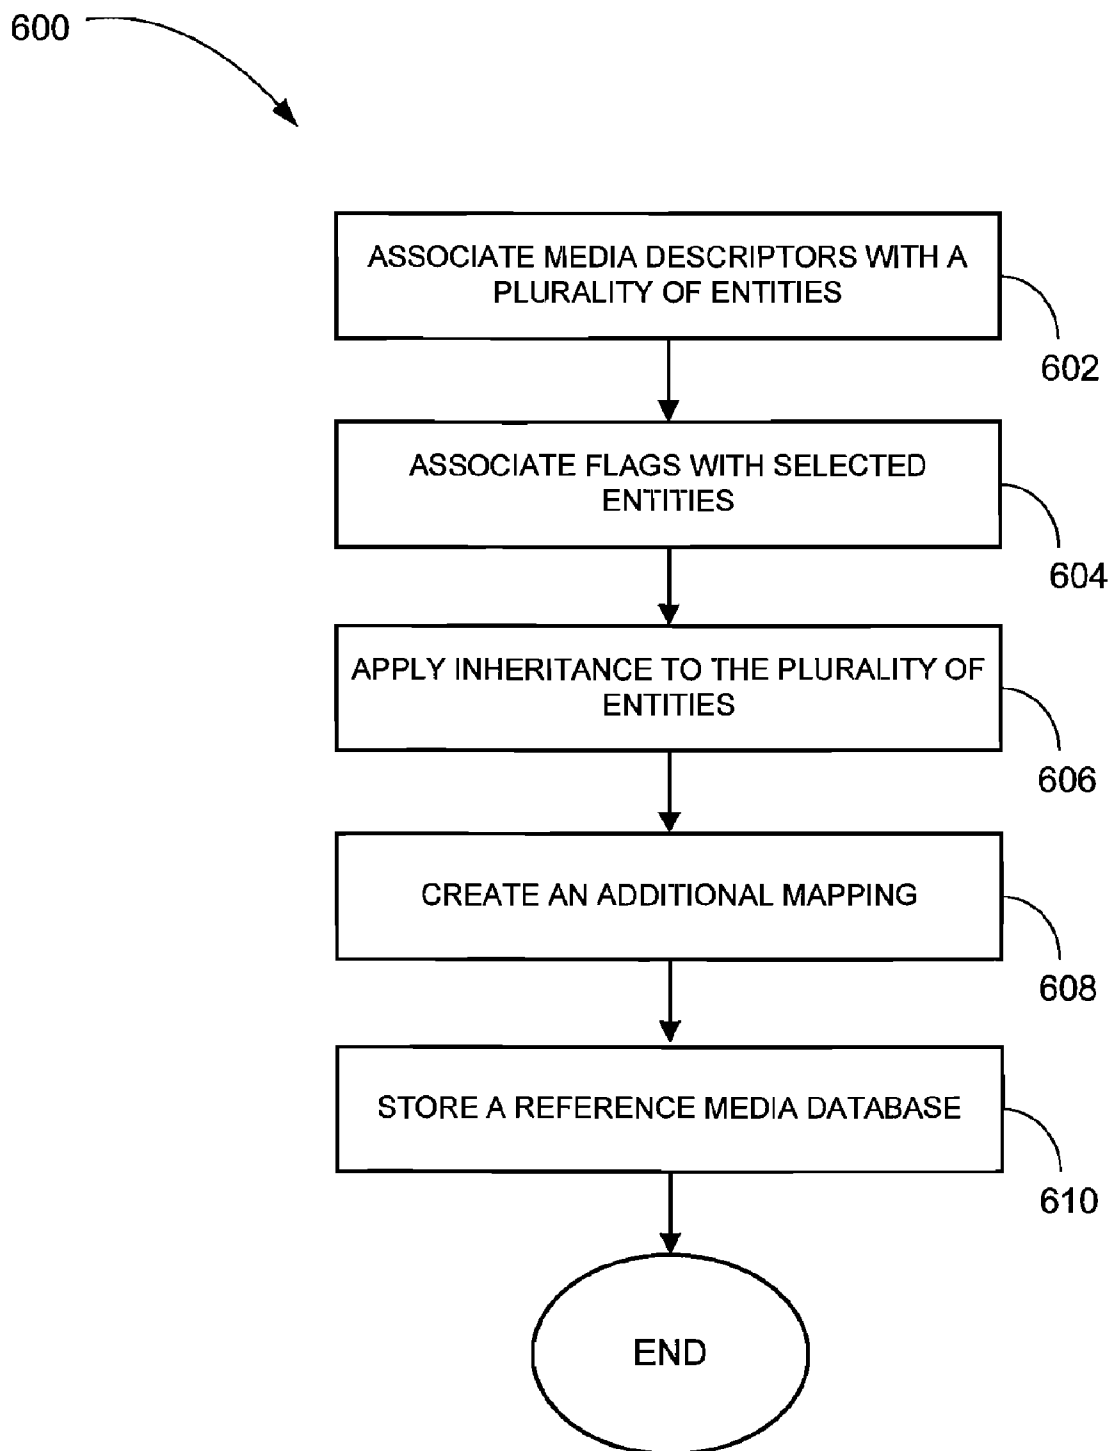 600
ASSOCIATE MEDIA DESCRIPTORS WITH A
PLURALITY OF ENTITIES
602
ASSOCIATE FLAGS WITH SELECTED
ENTITIES
604
APPLY INHERITANCE TO THE PLURALITY OF
ENTITIES
606
CREATE AN ADDITIONAL MAPPING
608
STORE A REFERENCE MEDIA DATABASE
610
END